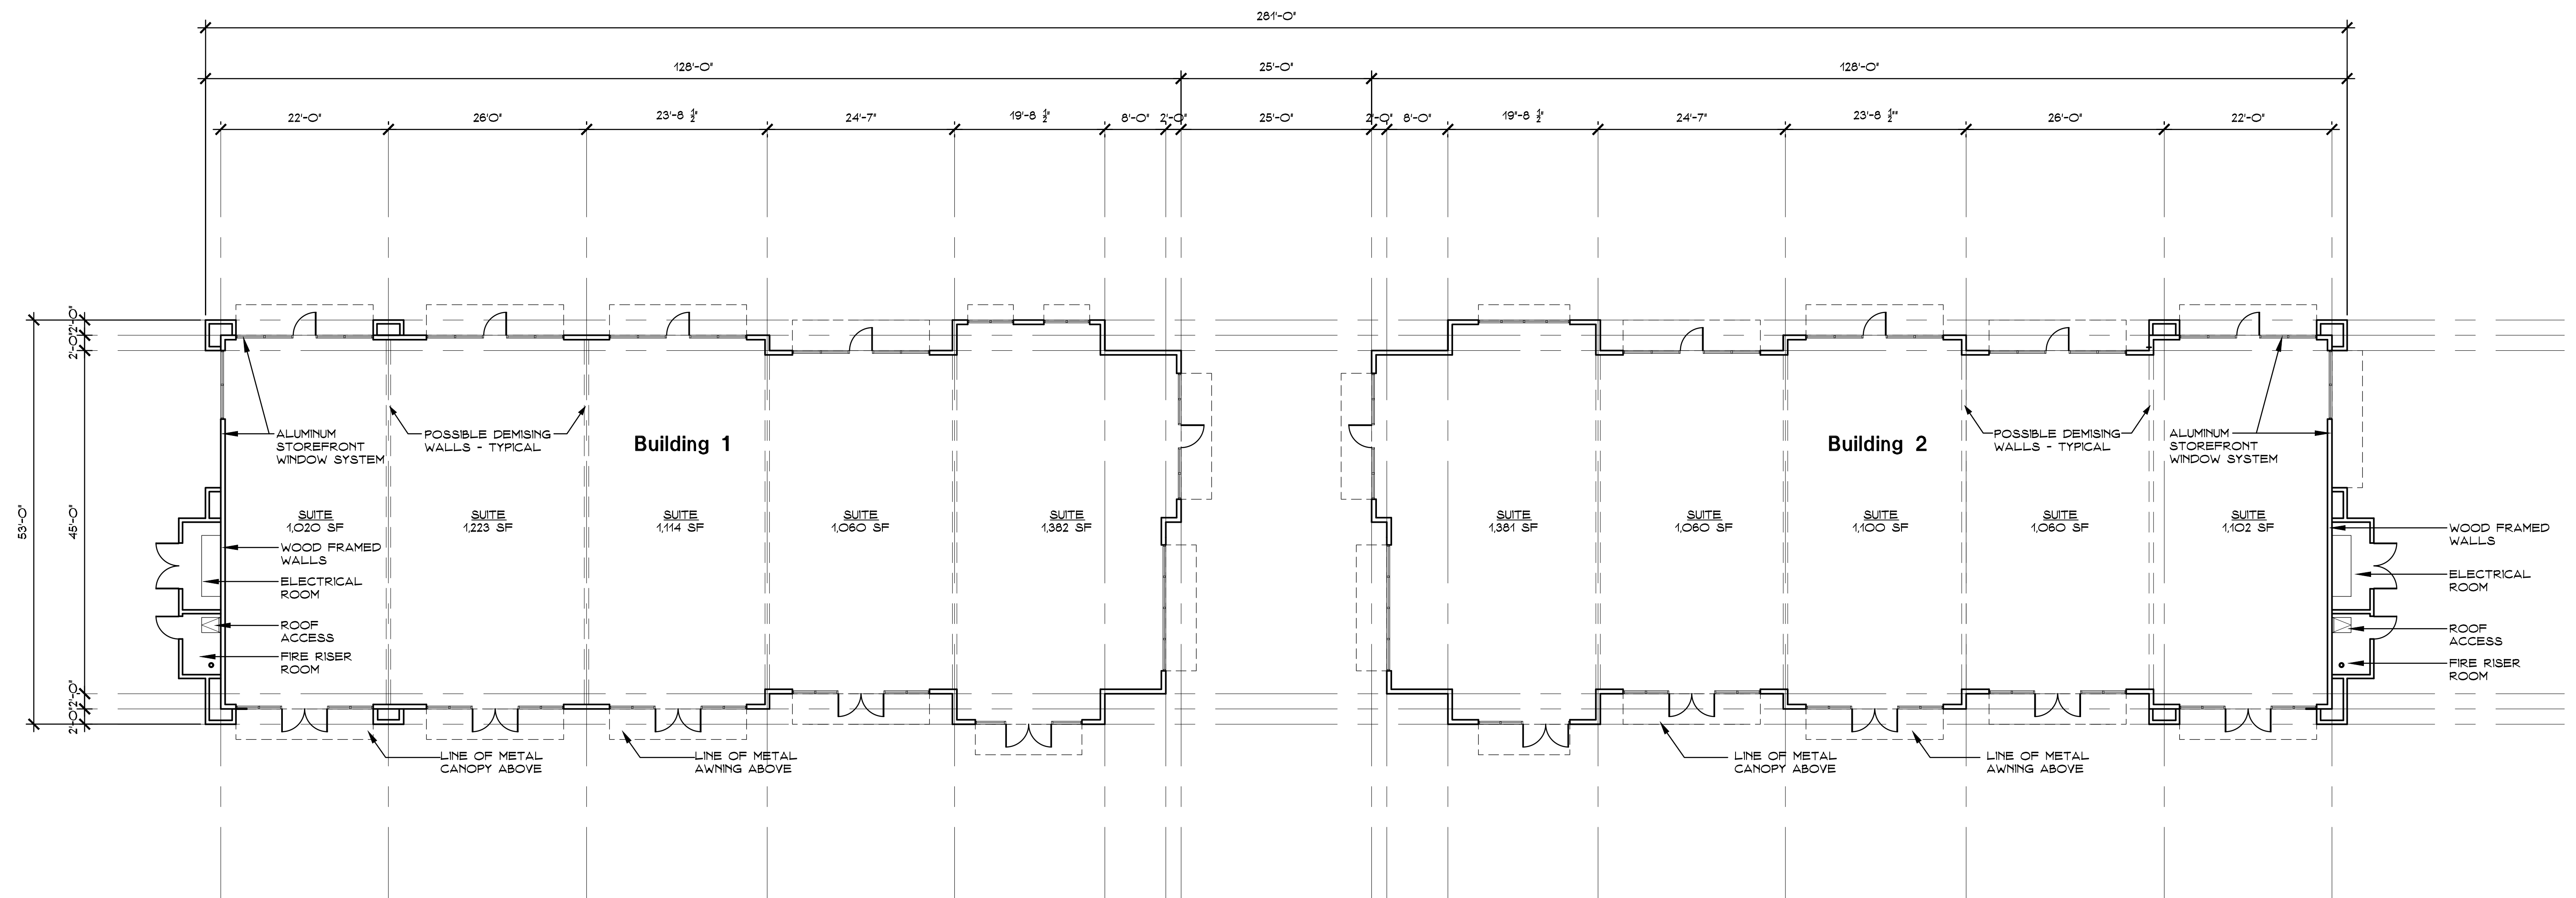 281'-0"
128'-0"
25'-0"
128'-0"
22'-0"
26'0"
23'-8 1/2"
24'-7"
19'-8 1/2"
8'-0"
2'-0"
25'-0"
2'-0"
8'-0"
19"-8 1/2"
24'-7"
23'-8 1/2""
26'-0"
22'-0"
2'-0"
2'-0"
53'-0"
45'-0"
2'-0"
2'-0"
ALUMINUM
STOREFRONT
WINDOW SYSTEM
POSSIBLE DEMISING
WALLS - TYPICAL
Building 1
Building 2
POSSIBLE DEMISING
WALLS - TYPICAL
ALUMINUM
STOREFRONT
WINDOW SYSTEM
SUITE
1,020 SF
SUITE
1,223 SF
SUITE
1,114 SF
SUITE
1,060 SF
SUITE
1,382 SF
SUITE
1,381 SF
SUITE
1,060 SF
SUITE
1,100 SF
SUITE
1,060 SF
SUITE
1,102 SF
WOOD FRAMED
WALLS
ELECTRICAL
ROOM
ROOF
ACCESS
FIRE RISER
ROOM
WOOD FRAMED
WALLS
ELECTRICAL
ROOM
ROOF
ACCESS
FIRE RISER
ROOM
LINE OF METAL
CANOPY ABOVE
LINE OF METAL
AWNING ABOVE
LINE OF METAL
CANOPY ABOVE
LINE OF METAL
AWNING ABOVE